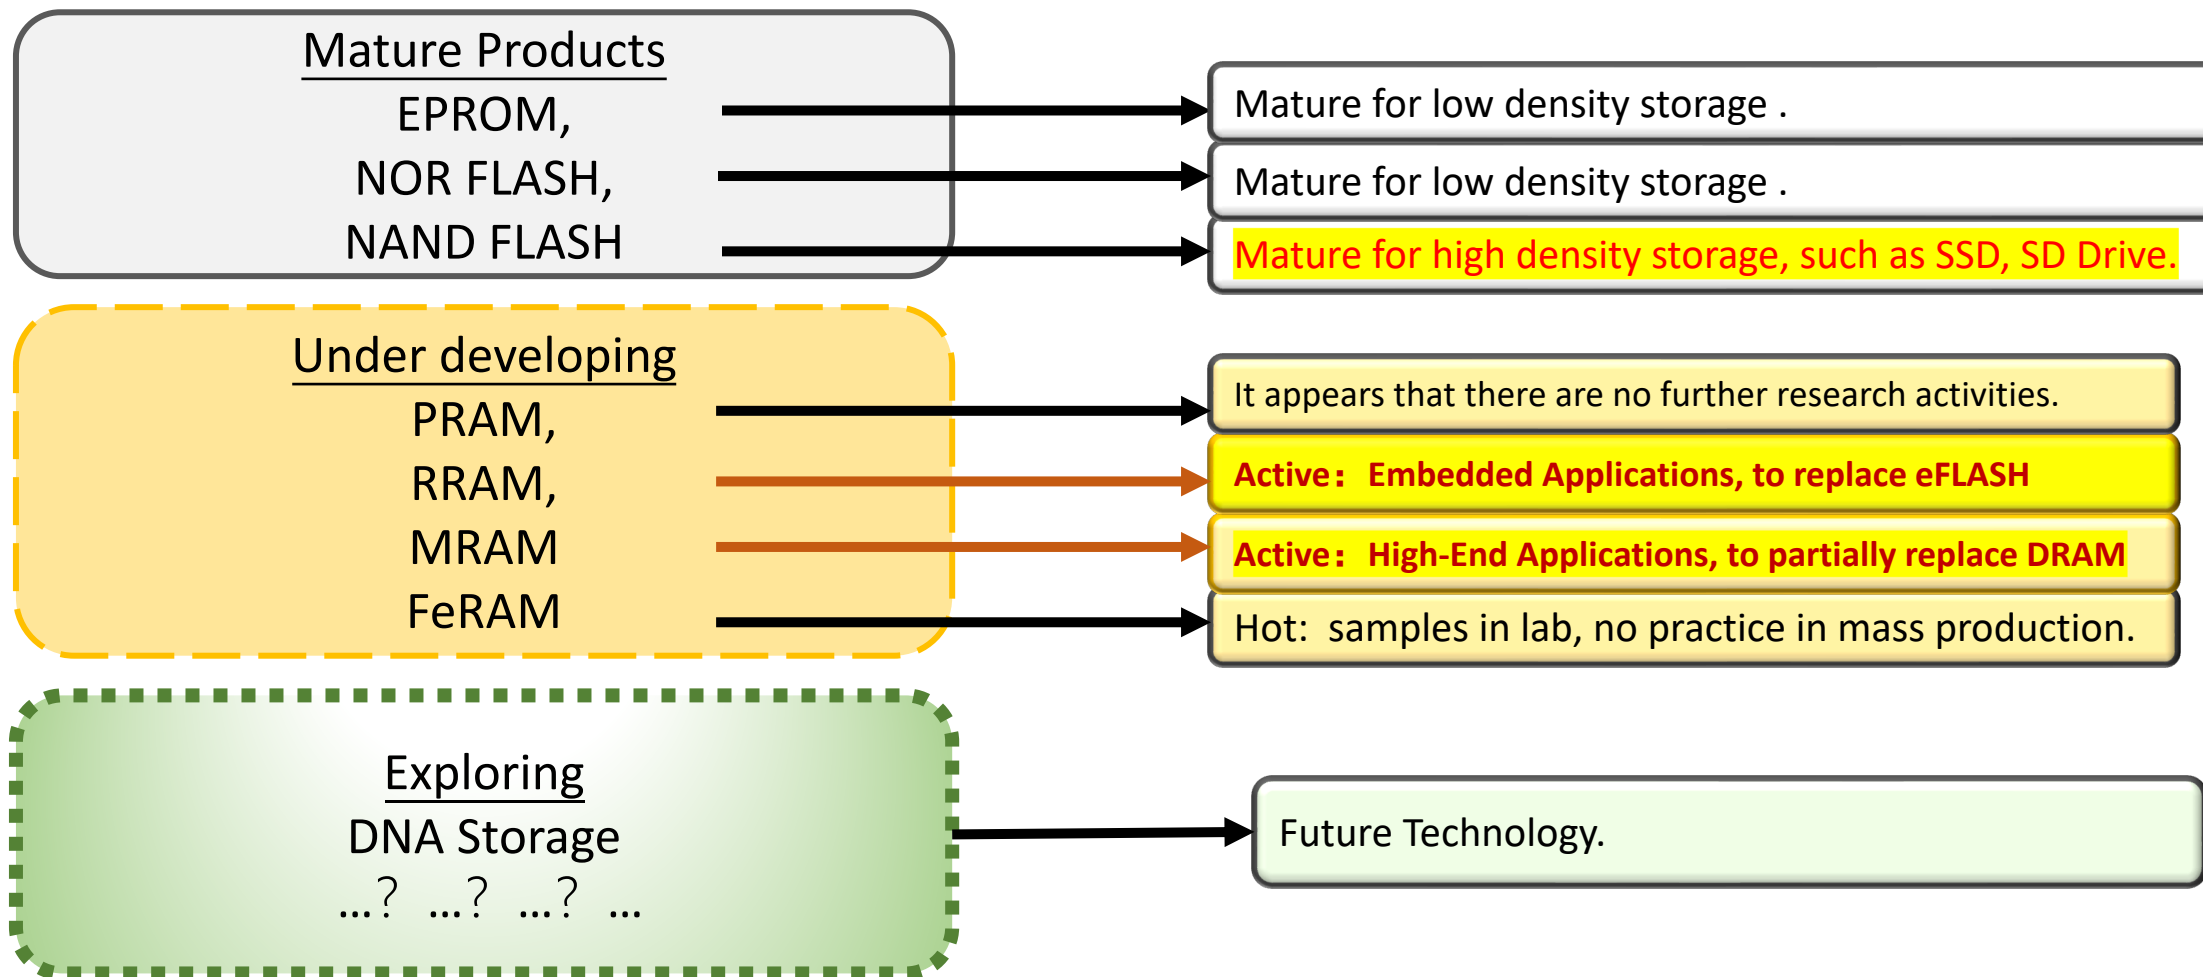 Mature Products
EPROM,
NOR FLASH,
NAND FLASH
Mature for low density storage .
Mature for low density storage .
Mature for high density storage, such as SSD, SD Drive.
Under developing
PRAM,
RRAM,
MRAM
FeRAM
It appears that there are no further research activities.
Active：Embedded Applications, to replace eFLASH
Active：High-End Applications, to partially replace DRAM
Hot: samples in lab, no practice in mass production.
Exploring
DNA Storage
...? ...? ...? ...
Future Technology.